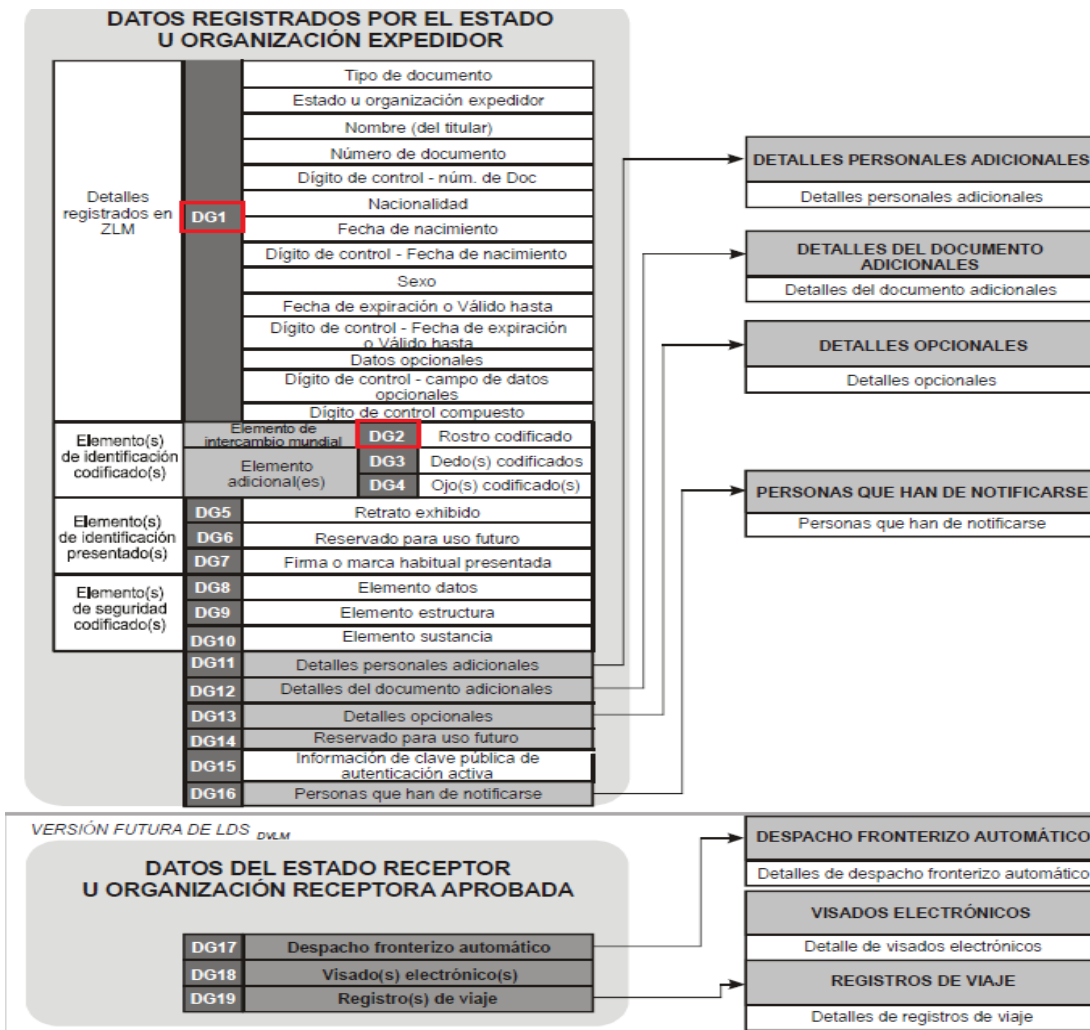 DATOS REGISTRADOS POR EL ESTADO
U ORGANIZACIÓN EXPEDIDOR
Detalles
registrados en
ZLM
DG1
Tipo de documento
Estado u organización expedidor
Nombre (del titular)
Número de documento
Dígito de control - núm. de Doc
Nacionalidad
Fecha de nacimiento
Dígito de control - Fecha de nacimiento
Sexo
Fecha de expiración o Válido hasta
Dígito de control - Fecha de expiración
o Válido hasta
Datos opcionales
Dígito de control - campo de datos
opcionales
Dígito de control compuesto
Elemento(s)
de identificación
codificado(s)
Elemento de
intercambio mundial
DG2 Rostro codificado
Elemento
adicional(es)
DG3 Dedo(s) codificados
DG4 Ojo(s) codificado(s)
Elemento(s)
de identificación
presentado(s)
DG5 Retrato exhibido
DG6 Reservado para uso futuro
DG7 Firma o marca habitual presentada
Elemento(s)
de seguridad
codificado(s)
DG8 Elemento datos
DG9 Elemento estructura
DG10 Elemento sustancia
DG11 Detalles personales adicionales
DG12 Detalles del documento adicionales
DG13 Detalles opcionales
DG14 Reservado para uso futuro
DG15 Información de clave pública de
autenticación activa
DG16 Personas que han de notificarse
DETALLES PERSONALES ADICIONALES
Detalles personales adicionales
DETALLES DEL DOCUMENTO
ADICIONALES
Detalles del documento adicionales
DETALLES OPCIONALES
Detalles opcionales
PERSONAS QUE HAN DE NOTIFICARSE
Personas que han de notificarse
VERSIÓN FUTURA DE LDS DVLM
DATOS DEL ESTADO RECEPTOR
U ORGANIZACIÓN RECEPTORA APROBADA
DG17 Despacho fronterizo automático
DG18 Visado(s) electrónico(s)
DG19 Registro(s) de viaje
DESPACHO FRONTERIZO AUTOMÁTICO
Detalles de despacho fronterizo automático
VISADOS ELECTRÓNICOS
Detalle de visados electrónicos
REGISTROS DE VIAJE
Detalles de registros de viaje